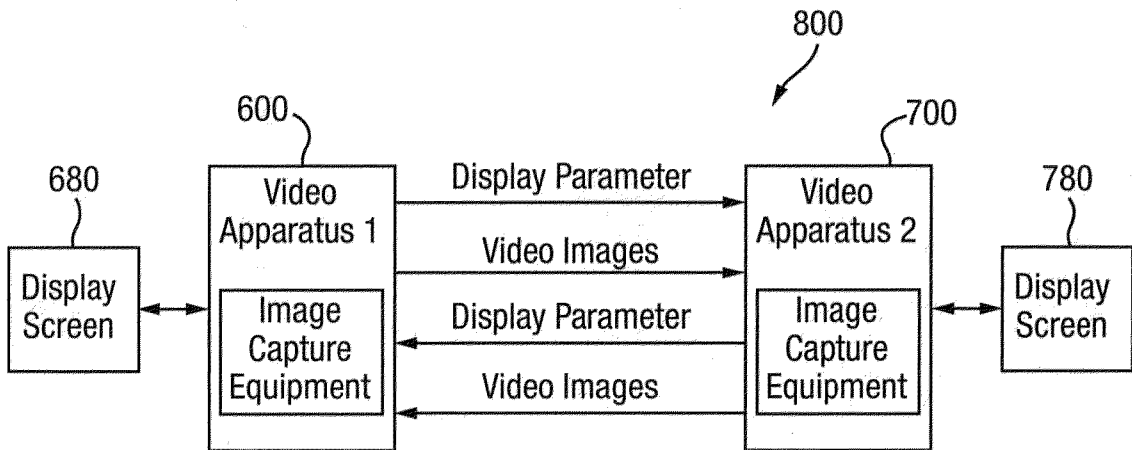 800
600
700
680
780
Video
Apparatus 1
Display Parameter
Video
Apparatus 2
Video Images
Display
Screen
Image
Capture
Equipment
Display Parameter
Video Images
Image
Capture
Equipment
Display
Screen